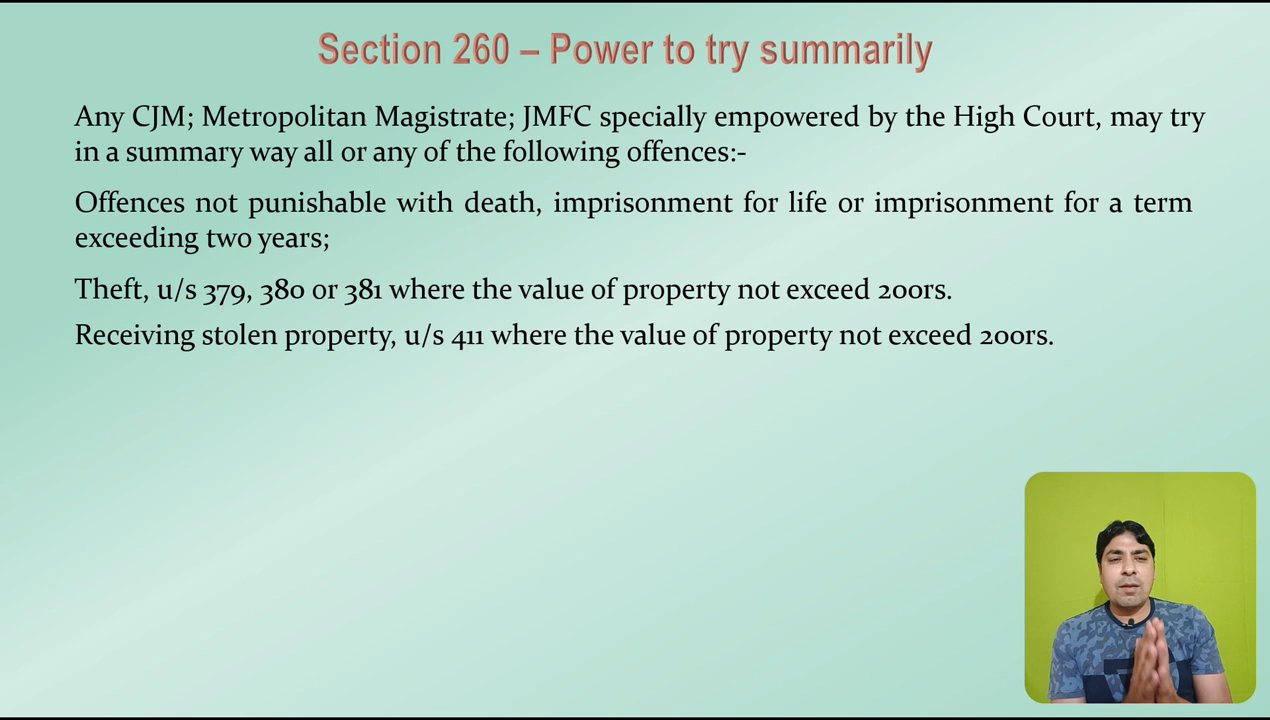 Section 260 – Power to try summarily
Any CJM; Metropolitan Magistrate; JMFC specially empowered by the High Court, may try
in a summary way all or any of the following offences:-
Offences not punishable with death, imprisonment for life or imprisonment for a term
exceeding two years;
Theft, u/s 379, 380 or 381 where the value of property not exceed 200rs.
Receiving stolen property, u/s 411 where the value of property not exceed 200rs.